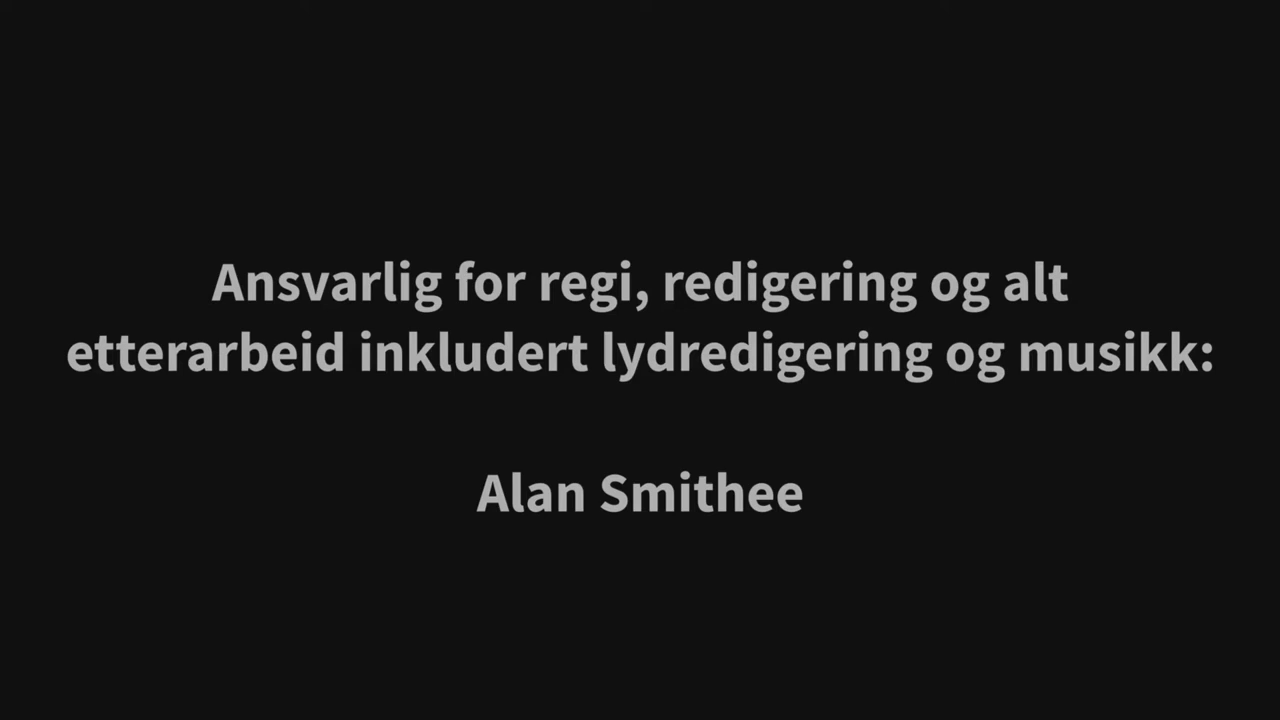 Ansvarlig for regi, redigering og alt
etterarbeid inkludert lydredigering og musikk:
Alan Smithee